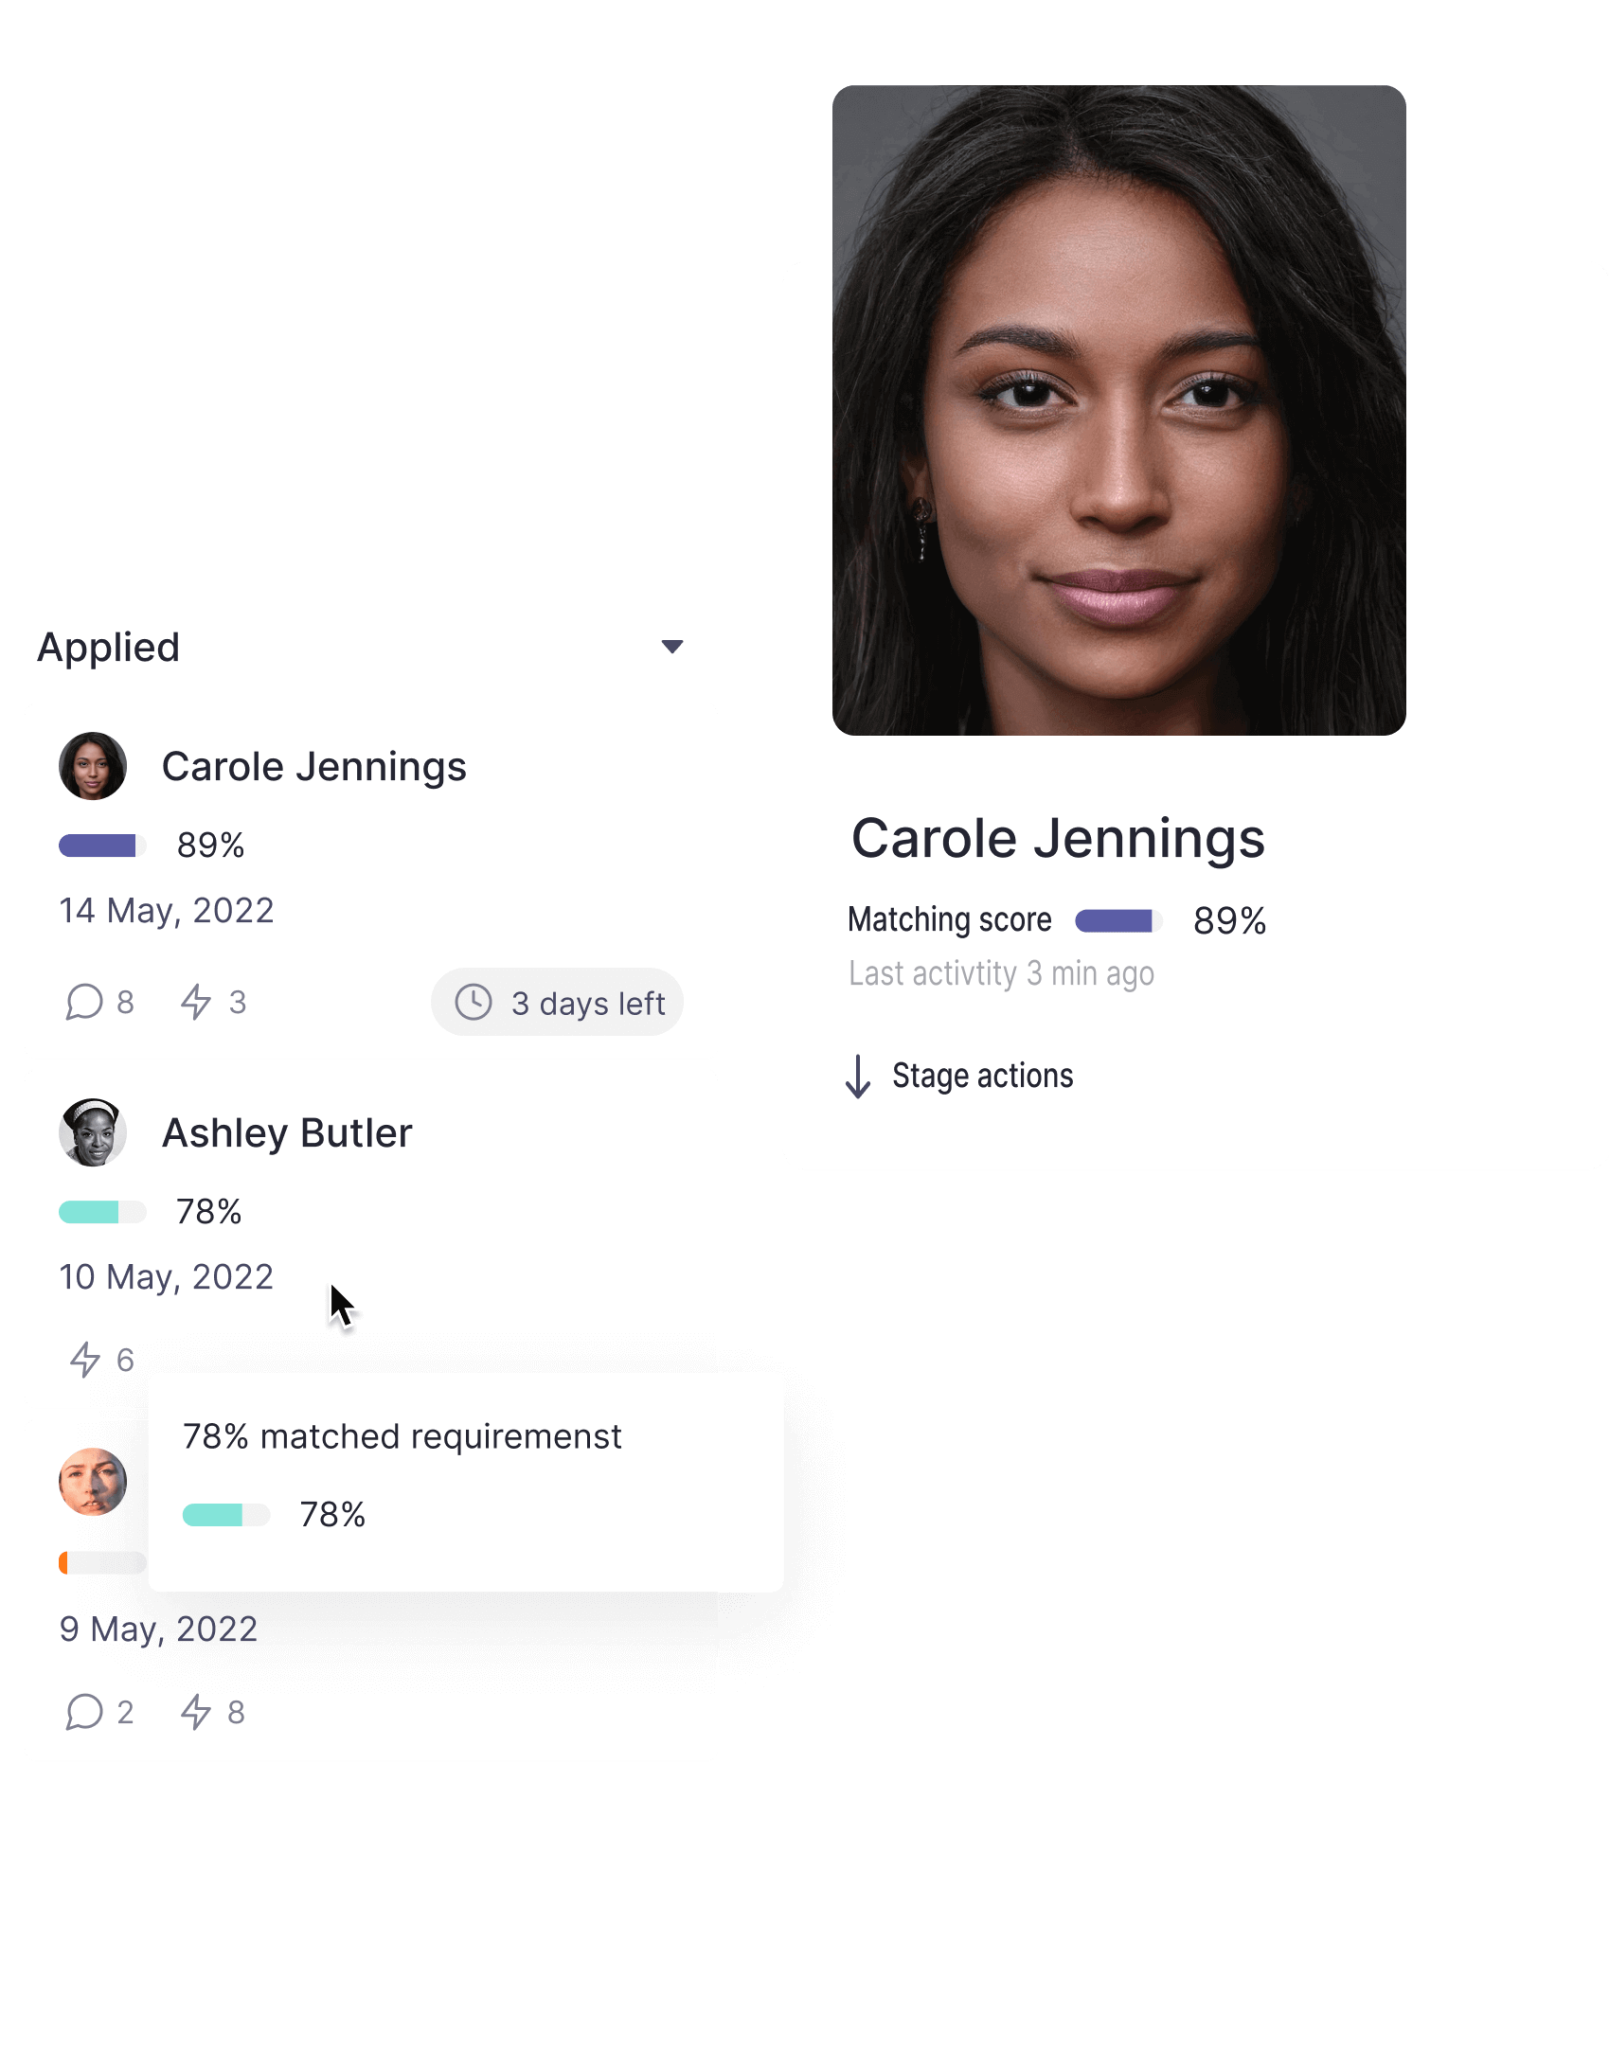 Applied
Carole Jennings
89%
14 May, 2022
8 3 3 days left
Ashley Butler
78%
10 May, 2022
6
78% matched requiremenst
78%
9 May, 2022
2 8
Carole Jennings
Matching score 89%
Last activtity 3 min ago
Stage actions